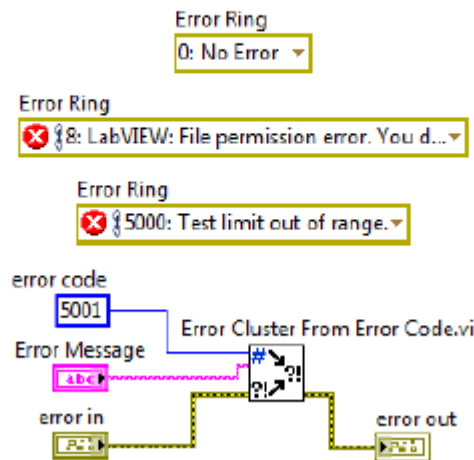 Error Ring
0: No Error
Error Ring
8: LabVIEW: File permission error. You d...
Error Ring
5000: Test limit out of range.
error code
5001
Error Cluster From Error Code.vi
Error Message
abc
#
?!
?!
error in
error out